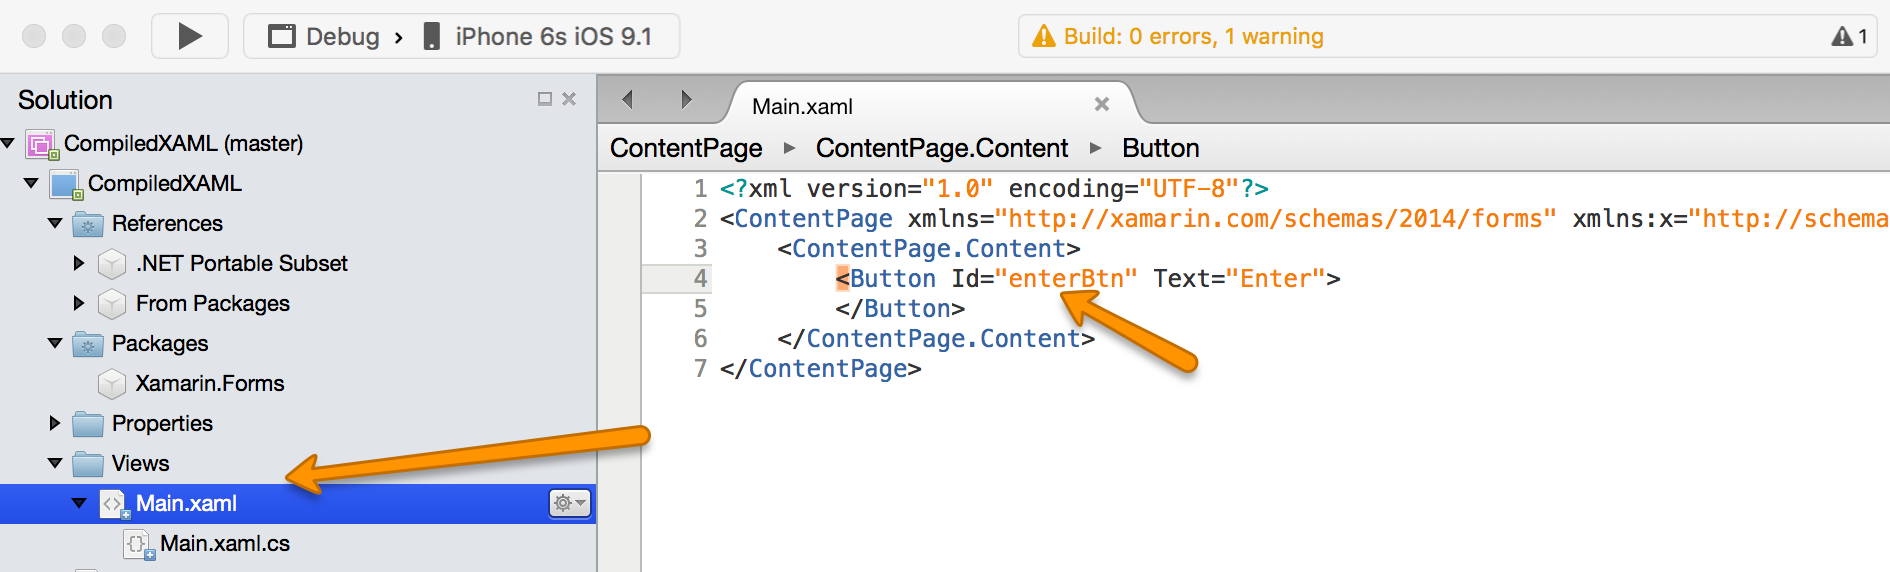 Debug › iPhone 6s iOS 9.1
Build: 0 errors, 1 warning
1
Solution
CompiledXAML (master)
CompiledXAML
References
.NET Portable Subset
From Packages
Packages
Xamarin.Forms
Properties
Views
Main.xaml
Main.xaml.cs
Main.xaml
ContentPage ▸ ContentPage.Content ▸ Button
1 <?xml version="1.0" encoding="UTF-8"?>
2 <ContentPage xmlns="http://xamarin.com/schemas/2014/forms" xmlns:x="http://schema
3 <ContentPage.Content>
4 <Button Id="enterBtn" Text="Enter">
5 </Button>
6 </ContentPage.Content>
7 </ContentPage>